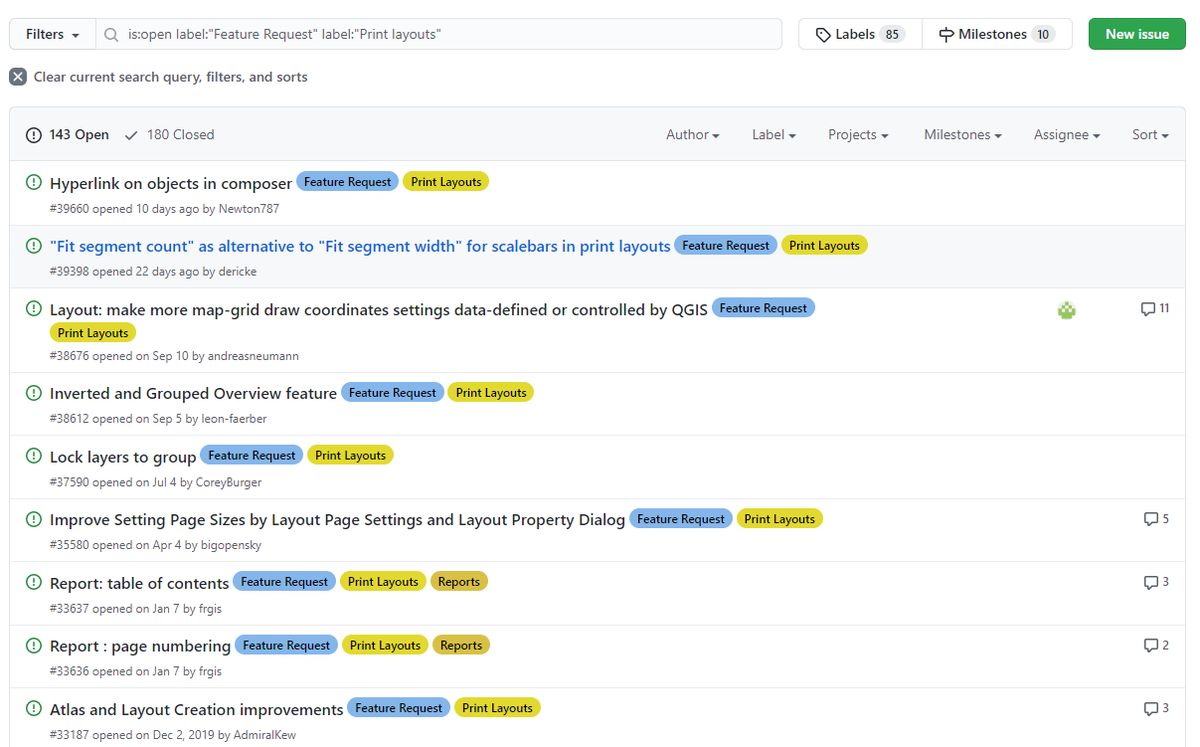 Filters
is:open label:"Feature Request" label:"Print layouts"
Labels 85
Milestones 10
New issue
Clear current search query, filters, and sorts
143 Open 180 Closed Author Label Projects Milestones Assignee Sort
Hyperlink on objects in composer Feature Request Print Layouts
#39660 opened 10 days ago by Newton787
"Fit segment count" as alternative to "Fit segment width" for scalebars in print layouts Feature Request Print Layouts
#39398 opened 22 days ago by dericke
Layout: make more map-grid draw coordinates settings data-defined or controlled by QGIS Feature Request 11
Print Layouts
#38676 opened on Sep 10 by andreasneumann
Inverted and Grouped Overview feature Feature Request Print Layouts
#38612 opened on Sep 5 by leon-faerber
Lock layers to group Feature Request Print Layouts
#37590 opened on Jul 4 by CoreyBurger
Improve Setting Page Sizes by Layout Page Settings and Layout Property Dialog Feature Request Print Layouts 5
#35580 opened on Apr 4 by bigopensky
Report: table of contents Feature Request Print Layouts Reports 3
#33637 opened on Jan 7 by frgis
Report : page numbering Feature Request Print Layouts Reports 2
#33636 opened on Jan 7 by frgis
Atlas and Layout Creation improvements Feature Request Print Layouts 3
#33187 opened on Dec 2, 2019 by AdmiralKew